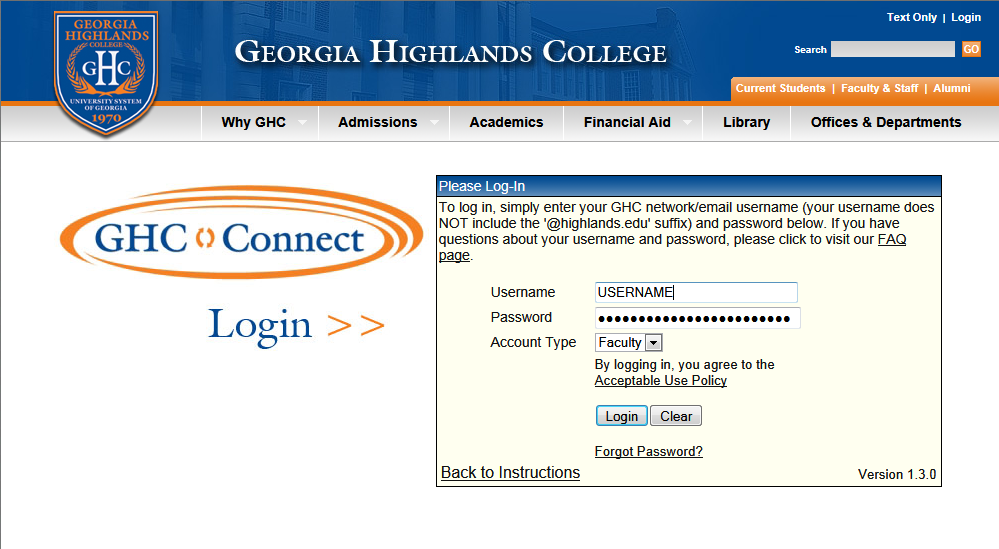 GEORGIA
HIGHLANDS
COLLEGE
GHC
UNIVERSITY SYSTEM
OF GEORGIA
1970
GEORGIA HIGHLANDS COLLEGE
Text Only | Login
Search GO
Current Students | Faculty & Staff | Alumni
Why GHC Admissions Academics Financial Aid Library Offices & Departments
GHC Connect
Login >>
Please Log-In
To log in, simply enter your GHC network/email username (your username does
NOT include the '@highlands.edu' suffix) and password below. If you have
questions about your username and password, please click to visit our FAQ
page.
Username USERNAME
Password ●●●●●●●●●●●●●●●●●●●●●●●●
Account Type Faculty
By logging in, you agree to the
Acceptable Use Policy
Login Clear
Forgot Password?
Back to Instructions Version 1.3.0